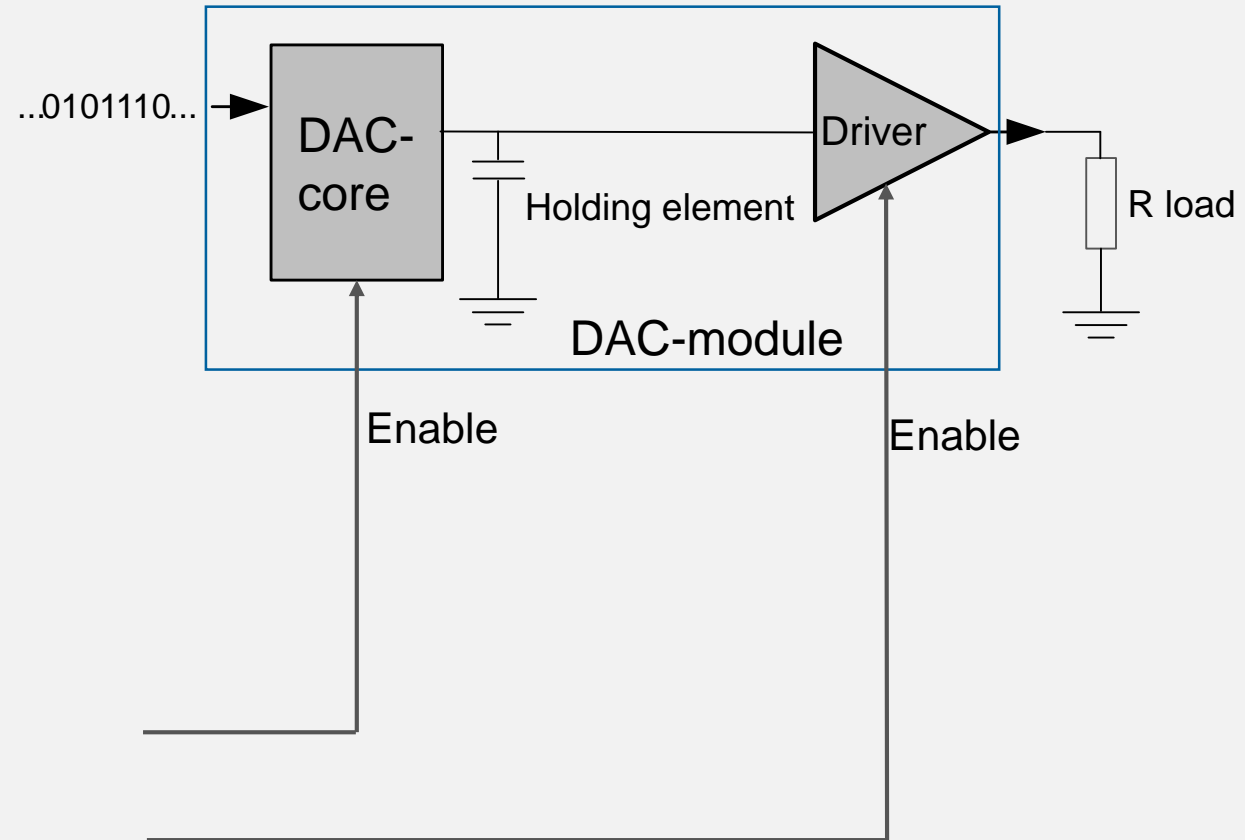 ...0101110...
DAC-
core
Driver
Holding element
R load
DAC-module
Enable
Enable